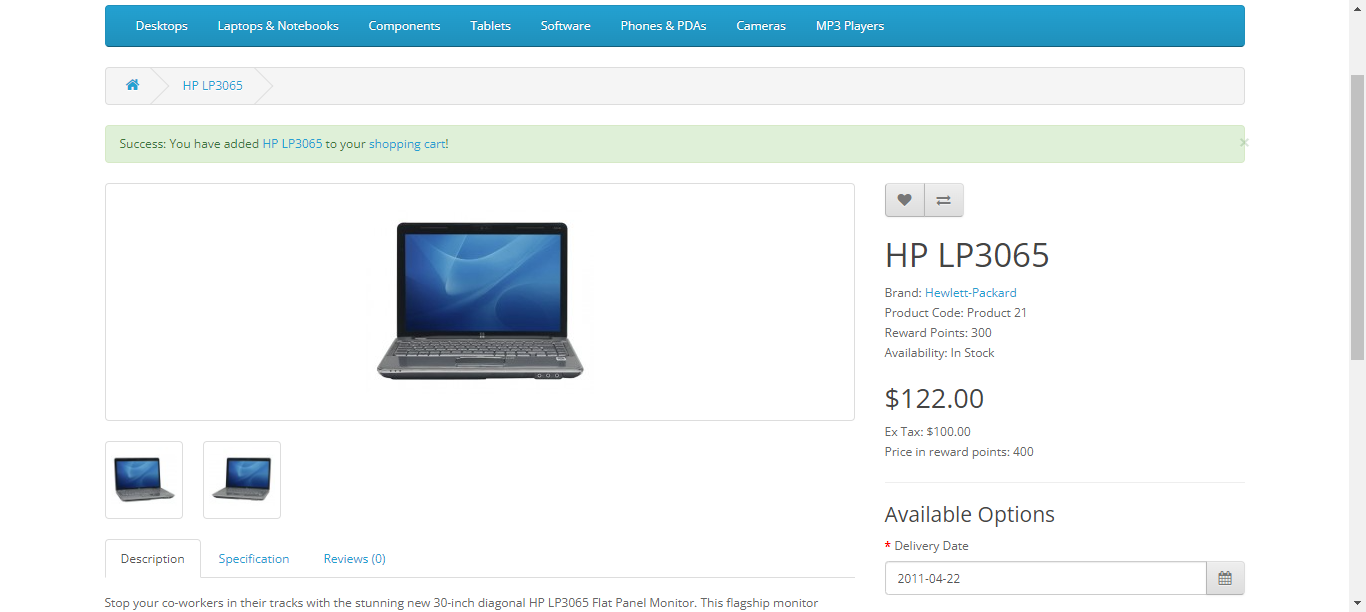 Desktops Laptops & Notebooks Components Tablets Software Phones & PDAs Cameras MP3 Players
HP LP3065
Success: You have added HP LP3065 to your shopping cart!
×
HP LP3065
Brand: Hewlett-Packard
Product Code: Product 21
Reward Points: 300
Availability: In Stock
$122.00
Ex Tax: $100.00
Price in reward points: 400
Available Options
* Delivery Date
2011-04-22
Description Specification Reviews (0)
Stop your co-workers in their tracks with the stunning new 30-inch diagonal HP LP3065 Flat Panel Monitor. This flagship monitor